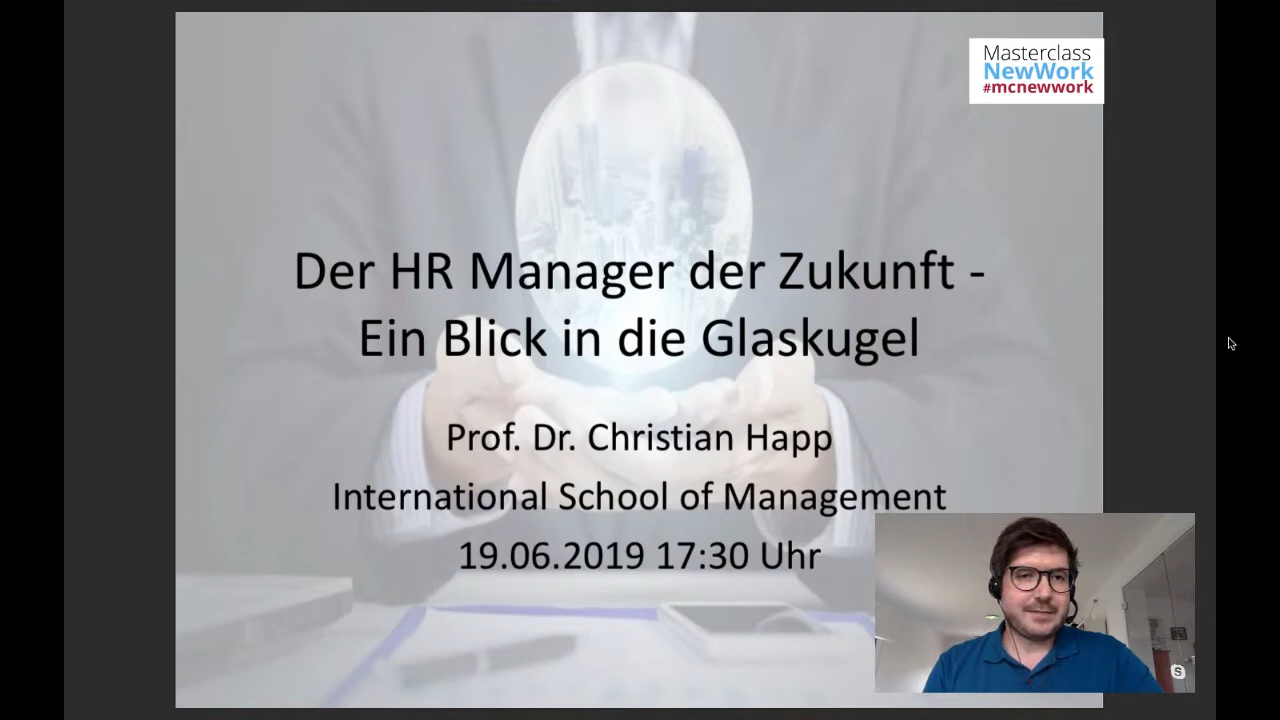 Masterclass
NewWork
#mcnewwork
Der HR Manager der Zukunft -
Ein Blick in die Glaskugel
Prof. Dr. Christian Happ
International School of Management
19.06.2019 17:30 Uhr